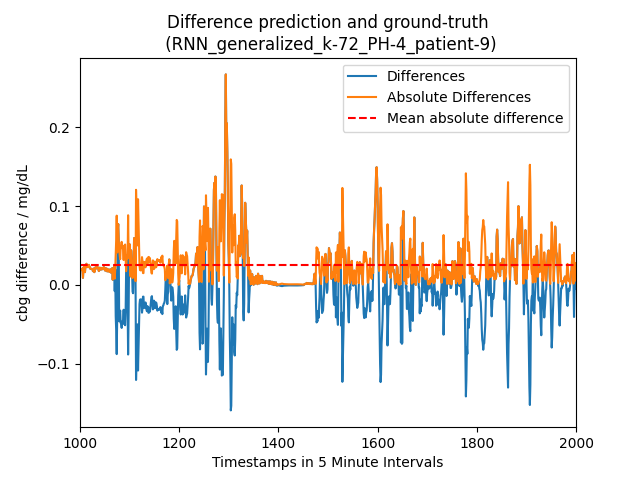 Difference prediction and ground-truth
(RNN_generalized_k-72_PH-4_patient-9)
Differences
Absolute Differences
Mean absolute difference
cbg difference / mg/dL
0.2
0.1
0.0
−0.1
1000 1200 1400 1600 1800 2000
Timestamps in 5 Minute Intervals